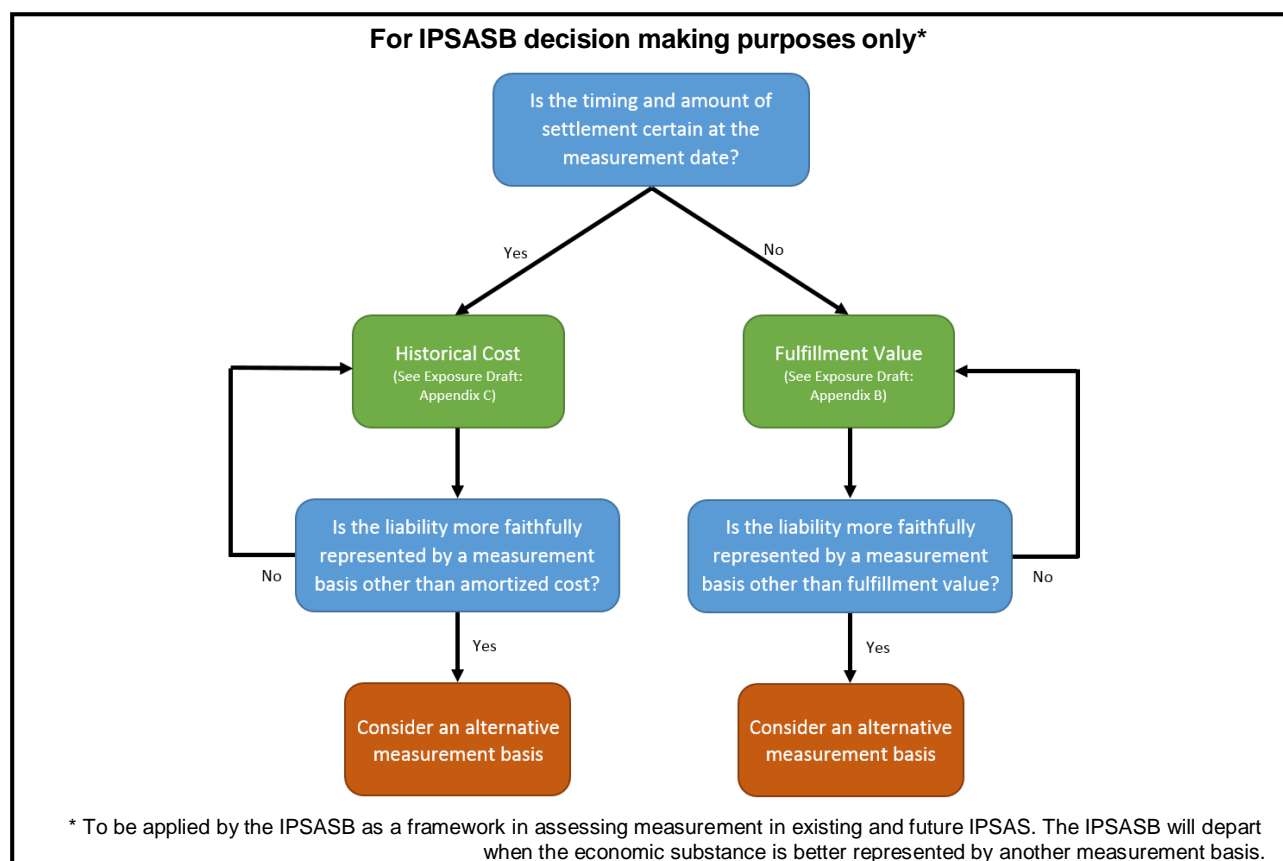 For IPSASB decision making purposes only*
Is the timing and amount of
settlement certain at the
measurement date?
Yes
No
Historical Cost
(See Exposure Draft:
Appendix C)
Fulfillment Value
(See Exposure Draft:
Appendix B)
Is the liability more faithfully
represented by a measurement
basis other than amortized cost?
No
Is the liability more faithfully
represented by a measurement
basis other than fulfillment value?
No
Yes
Yes
Consider an alternative
measurement basis
Consider an alternative
measurement basis
* To be applied by the IPSASB as a framework in assessing measurement in existing and future IPSAS. The IPSASB will depart
when the economic substance is better represented by another measurement basis.